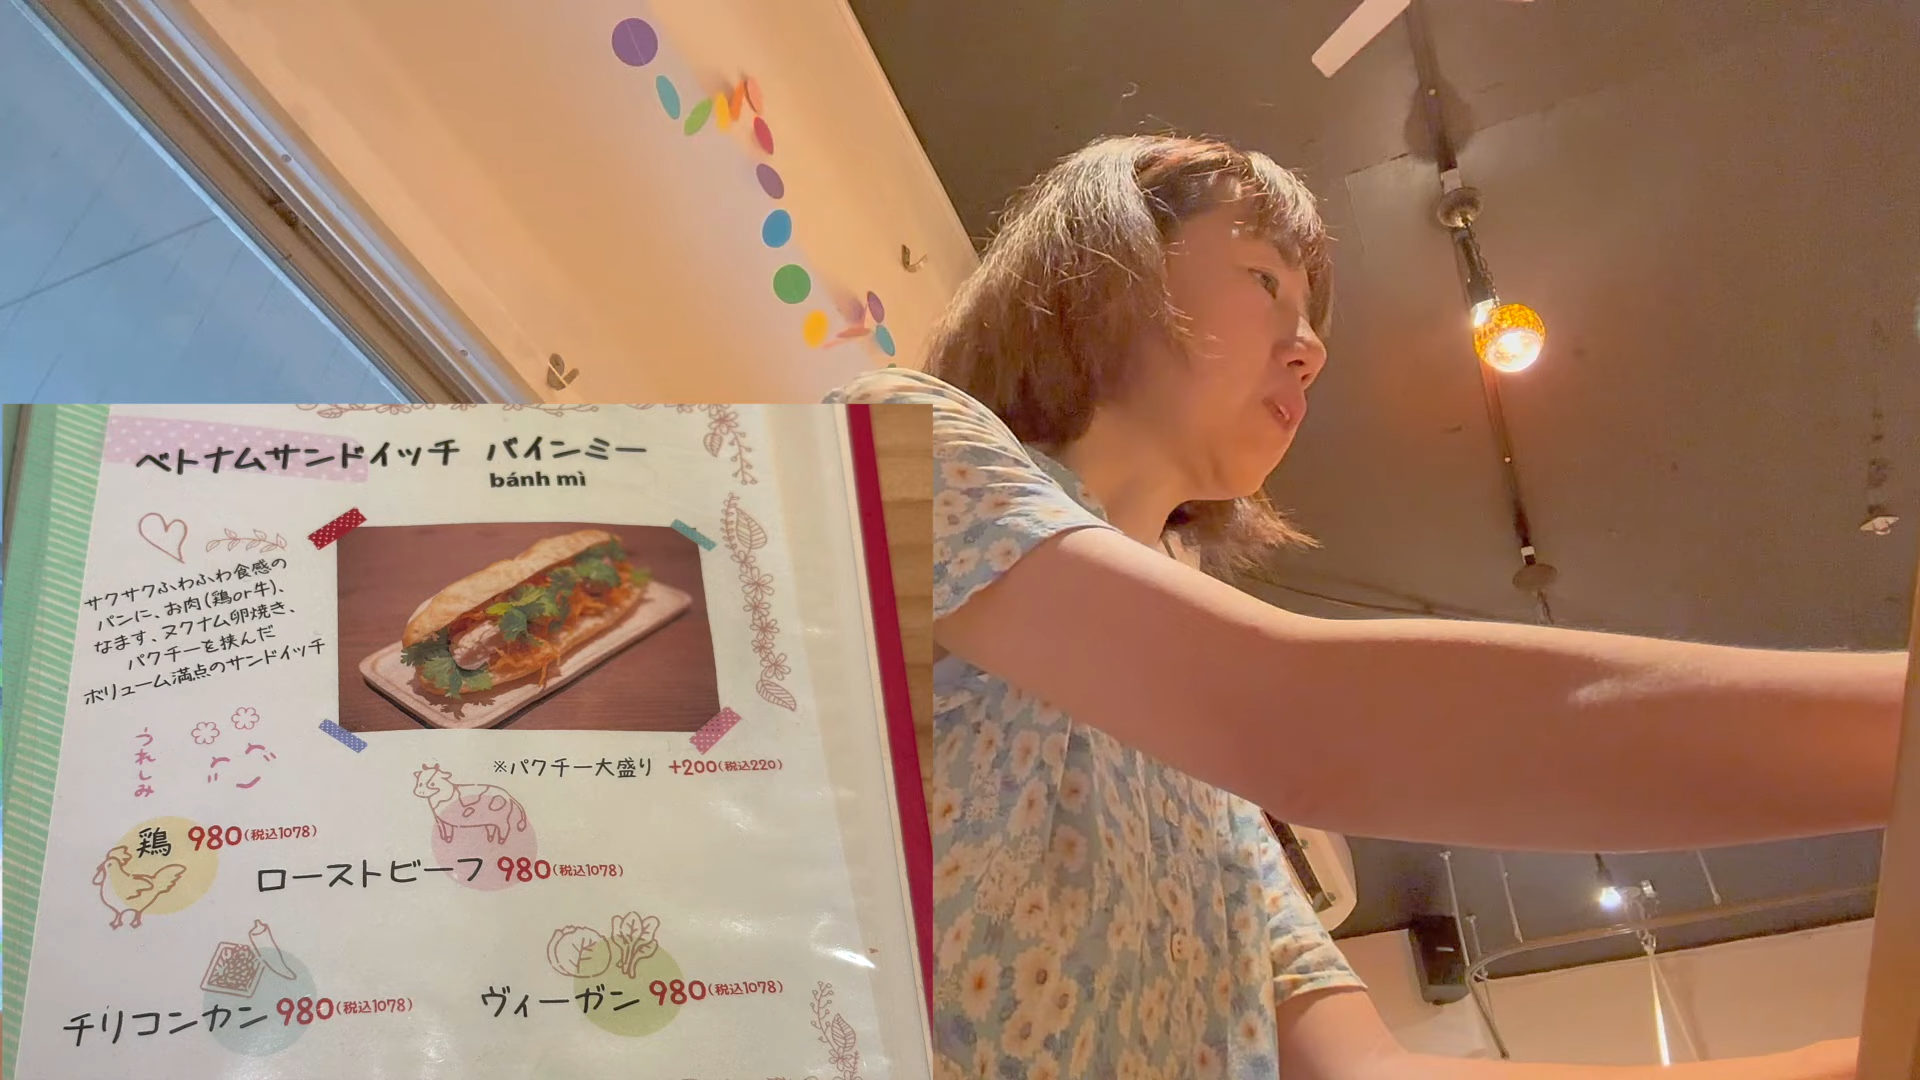 ベトナムサンドイッチ バインミー
bánh mì
サクサクふわふわ食感の
パンに、お肉(鶏or牛)、
なます、ヌクナム卵焼き、
パクチーを挟んだ
ボリューム満点のサンドイッチ
うれしみ
※パクチー大盛り +200(税込220)
鶏 980(税込1078)
ローストビーフ 980(税込1078)
チリコンカン 980(税込1078)
ヴィーガン 980(税込1078)